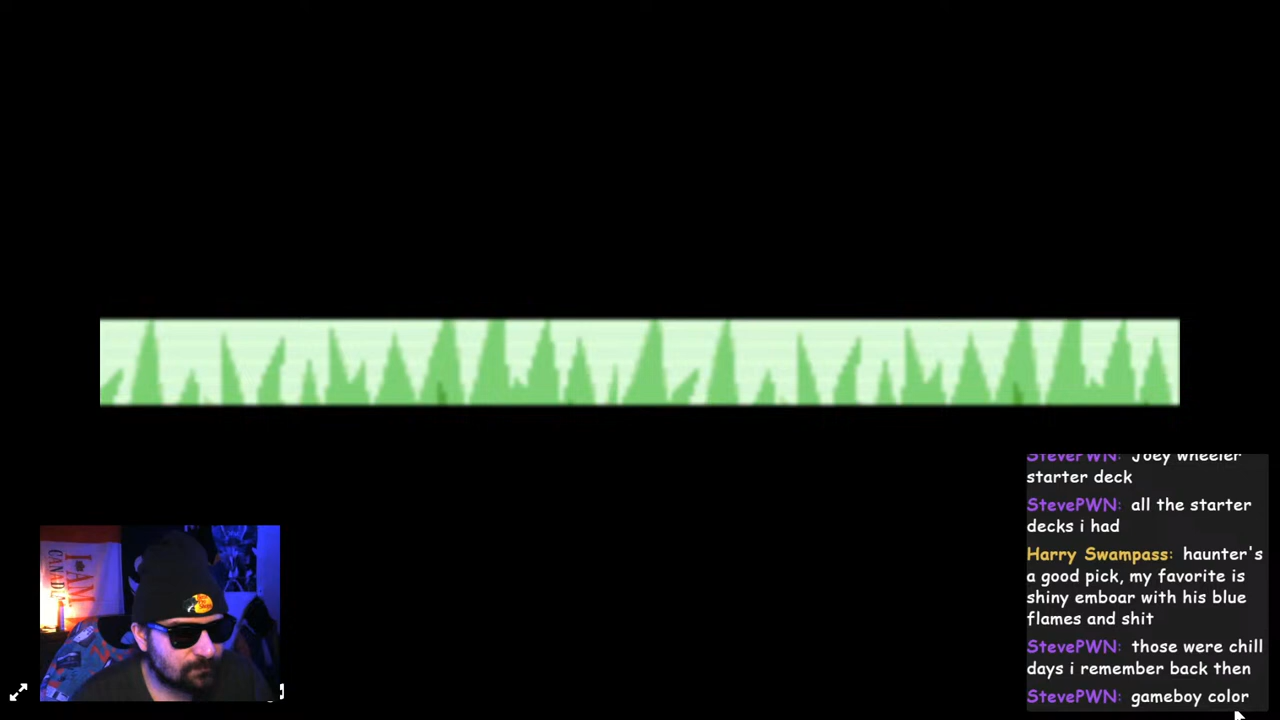 StevePWN: Joey wheeler
starter deck
StevePWN: all the starter
decks i had
Harry Swampass: haunter's
a good pick, my favorite is
shiny emboar with his blue
flames and shit
StevePWN: those were chill
days i remember back then
StevePWN: gameboy color
I AM
CANADIAN